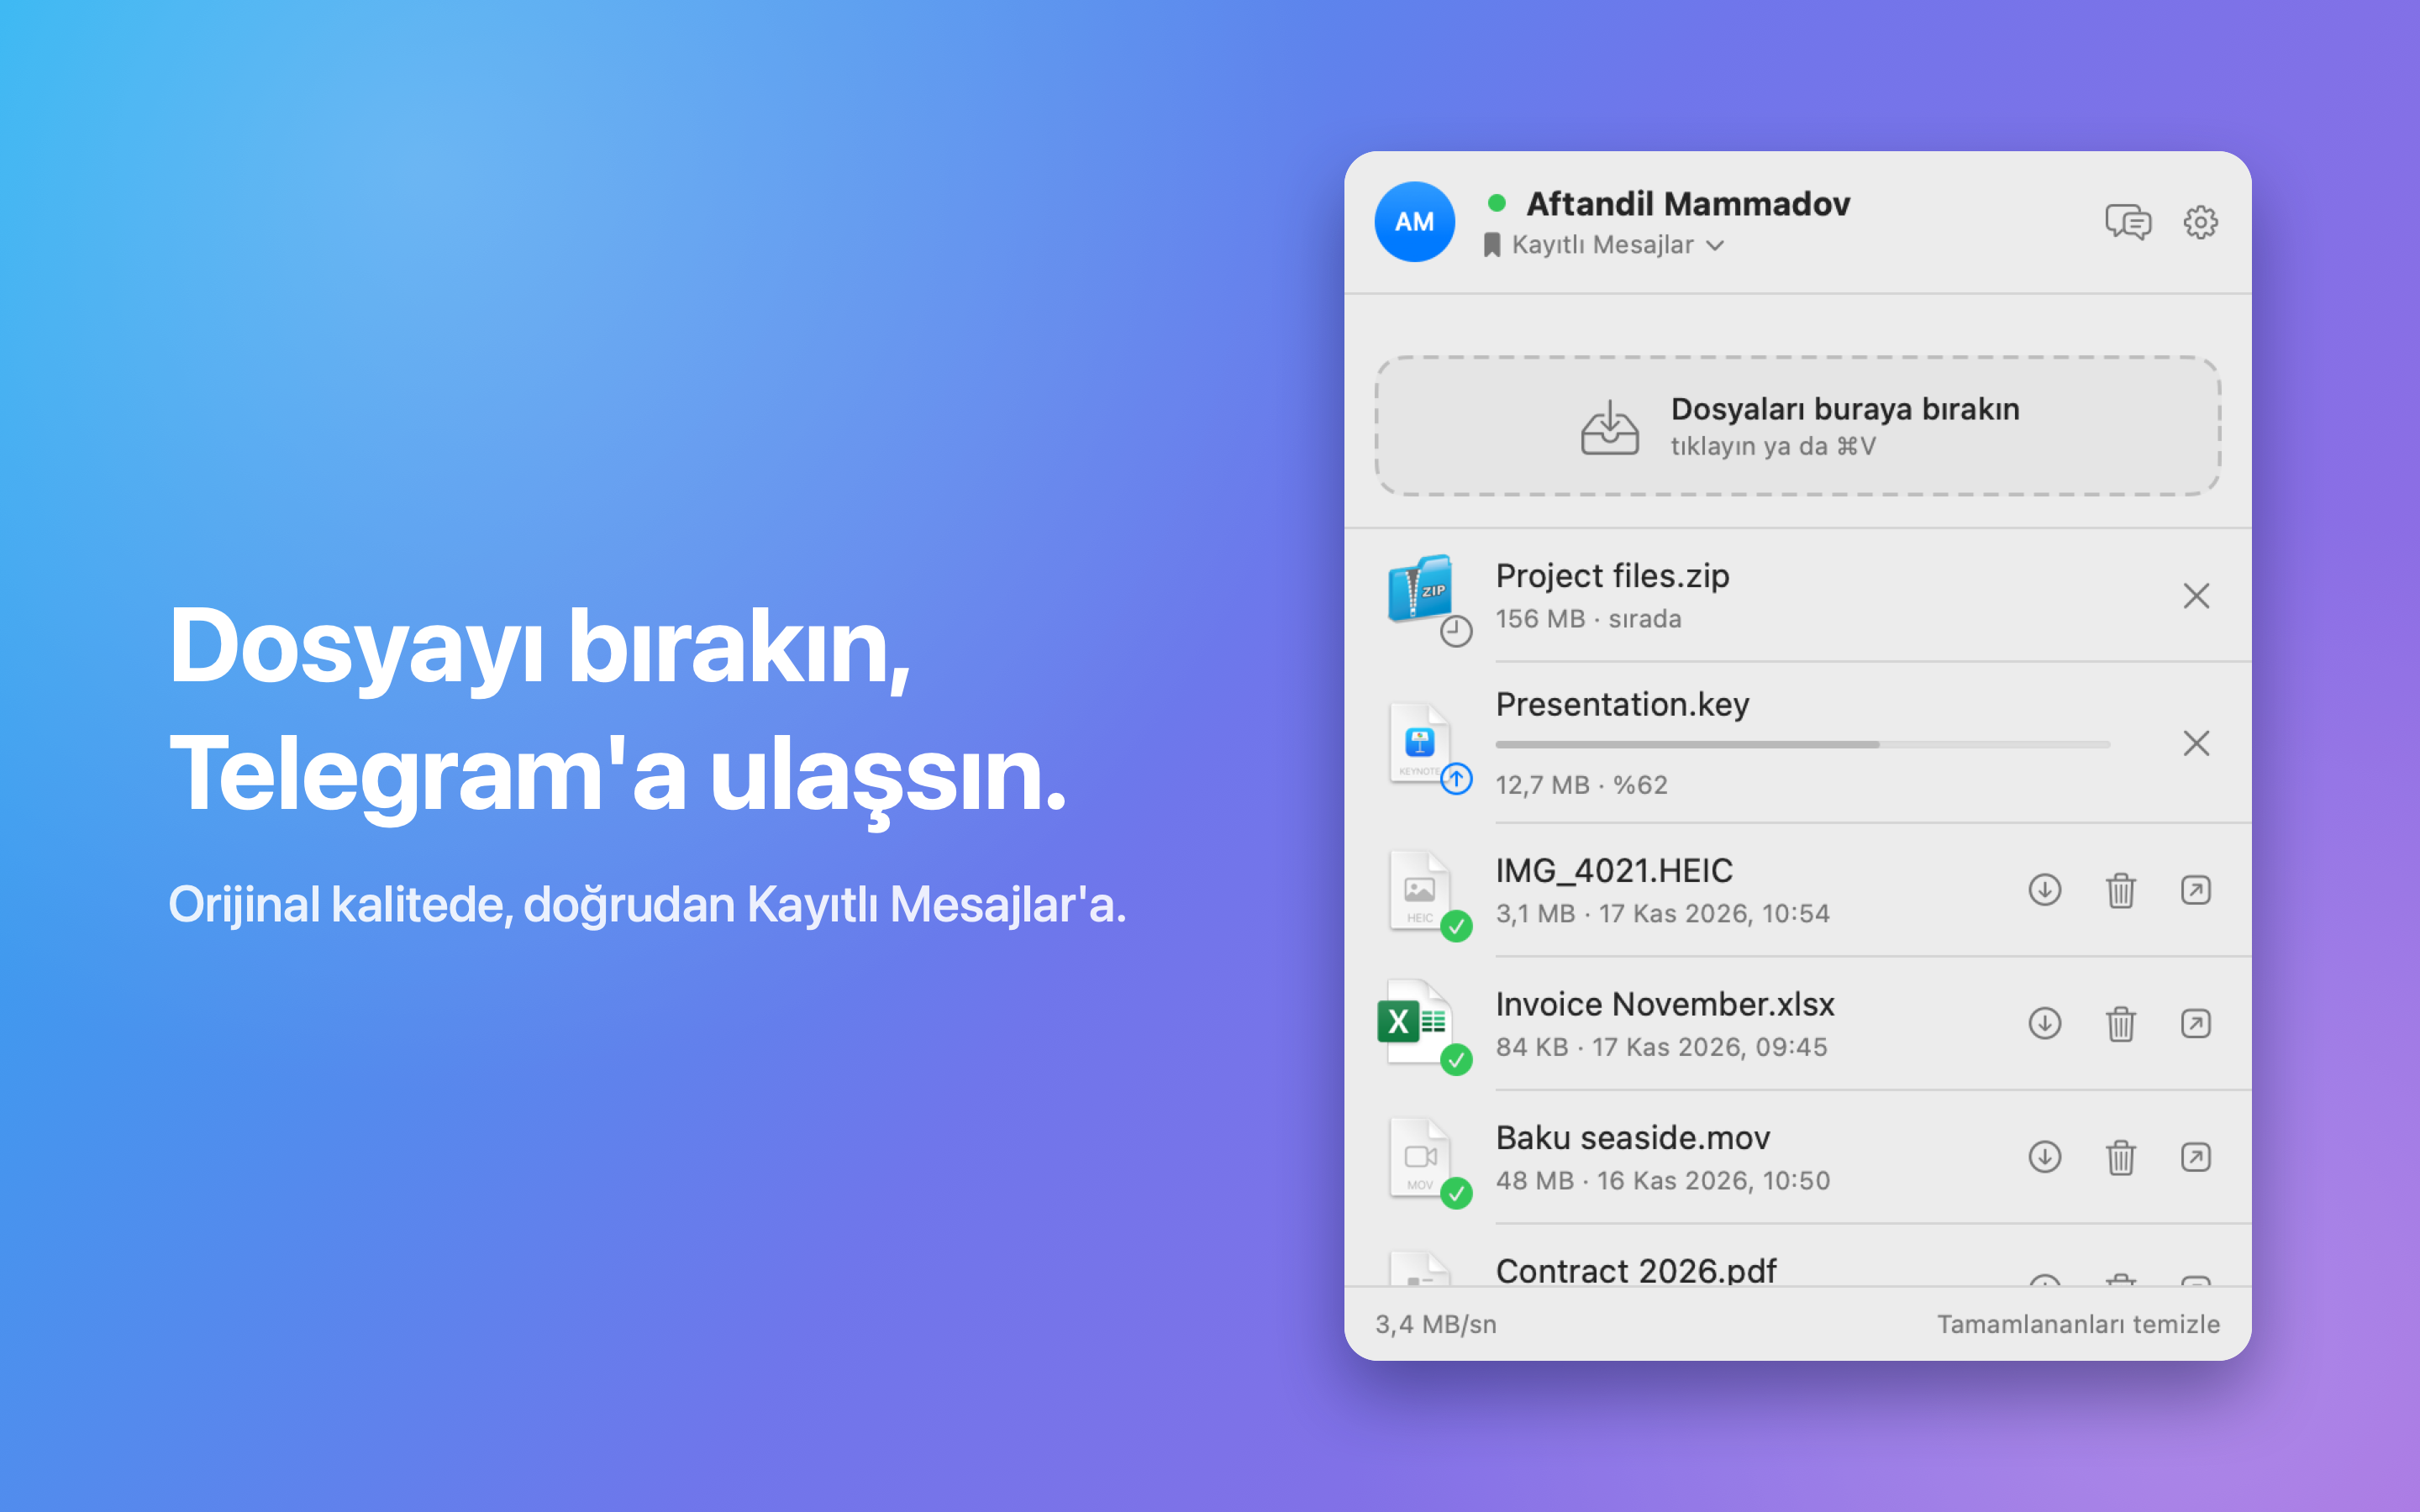 Dosyayı bırakın,
Telegram'a ulaşsın.
Orijinal kalitede, doğrudan Kayıtlı Mesajlar'a.
AM
Aftandil Mammadov
Kayıtlı Mesajlar
Dosyaları buraya bırakın
tıklayın ya da ⌘V
ZIP
Project files.zip
156 MB · sırada
KEYNOTE
Presentation.key
12,7 MB · %62
HEIC
IMG_4021.HEIC
3,1 MB · 17 Kas 2026, 10:54
X
Invoice November.xlsx
84 KB · 17 Kas 2026, 09:45
MOV
Baku seaside.mov
48 MB · 16 Kas 2026, 10:50
Contract 2026.pdf
3,4 MB/sn
Tamamlananları temizle